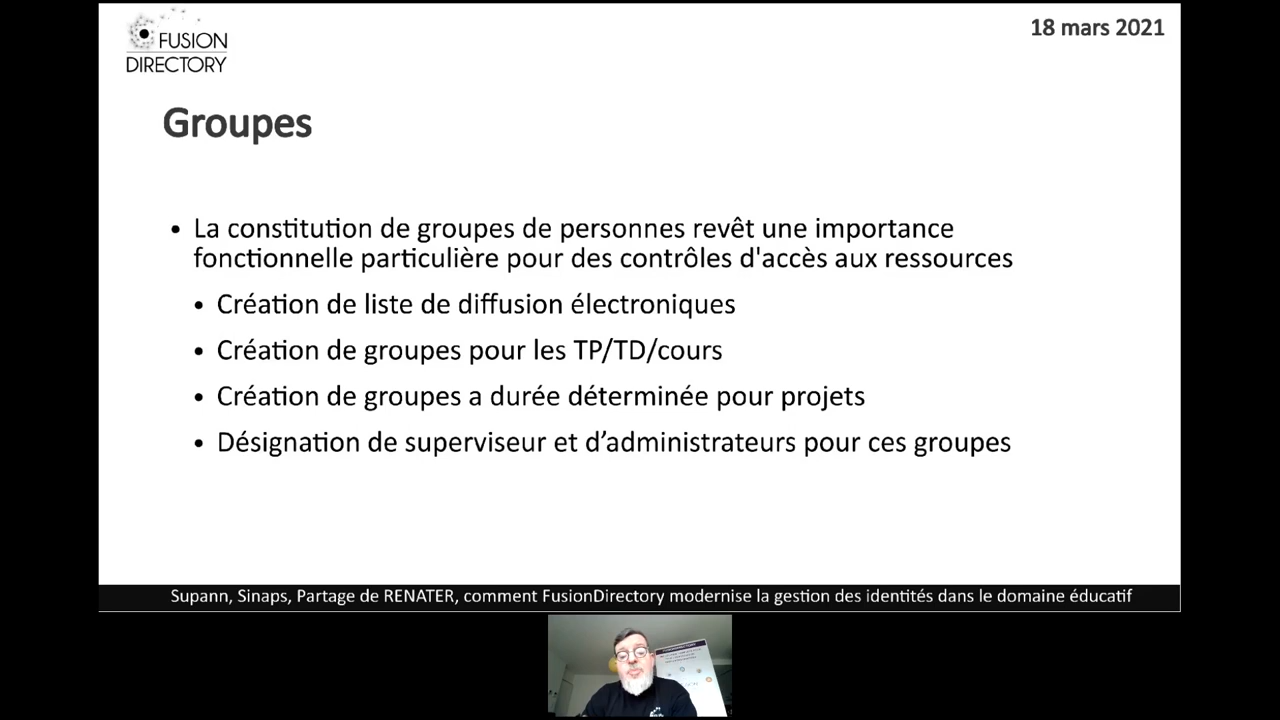 FUSION
DIRECTORY
18 mars 2021
Groupes
• La constitution de groupes de personnes revêt une importance
fonctionnelle particulière pour des contrôles d'accès aux ressources
• Création de liste de diffusion électroniques
• Création de groupes pour les TP/TD/cours
• Création de groupes a durée déterminée pour projets
• Désignation de superviseur et d’administrateurs pour ces groupes
Supann, Sinaps, Partage de RENATER, comment FusionDirectory modernise la gestion des identités dans le domaine éducatif